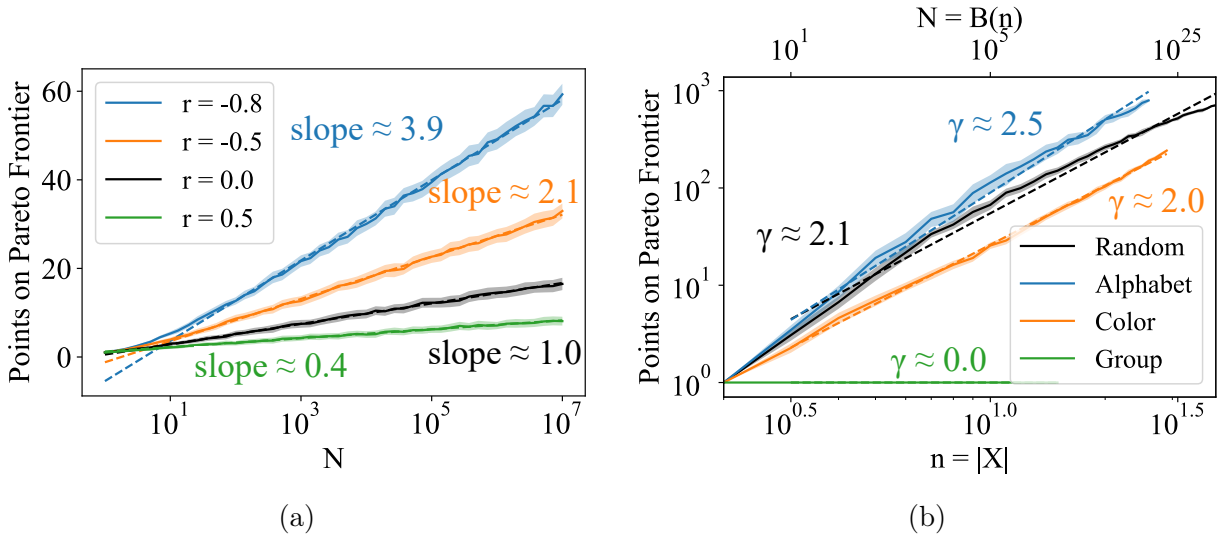 Points on Pareto Frontier
60
40
20
0
r = -0.8
r = -0.5
r = 0.0
r = 0.5
slope ≈ 3.9
slope ≈ 2.1
slope ≈ 1.0
slope ≈ 0.4
10^1
10^3
10^5
10^7
N
(a)
N = B(n)
10^1
10^5
10^25
Points on Pareto Frontier
10^3
10^2
10^1
10^0
γ ≈ 2.5
γ ≈ 2.1
γ ≈ 2.0
γ ≈ 0.0
Random
Alphabet
Color
Group
10^0.5
10^1.0
10^1.5
n = |X|
(b)